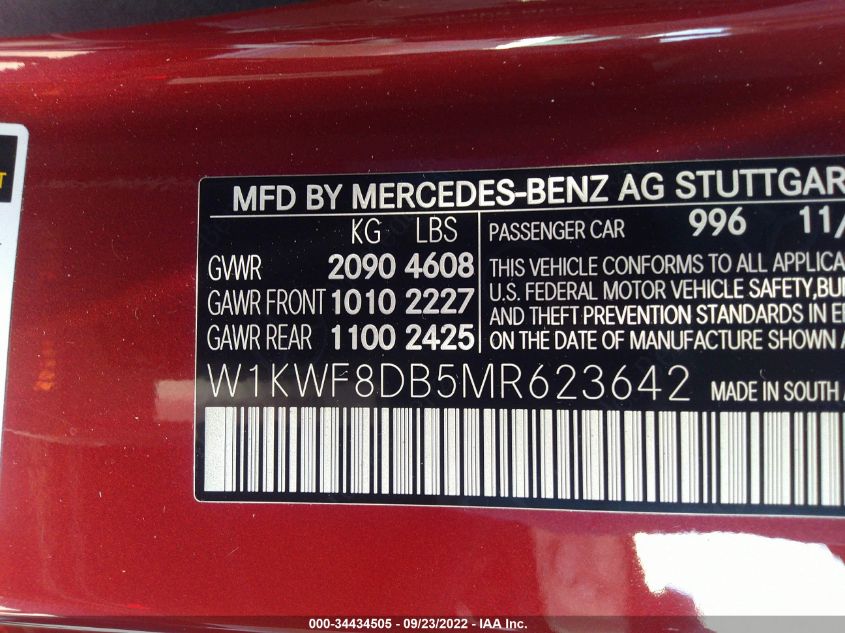 MFD BY MERCEDES-BENZ AG STUTTGAR
KG LBS
GVWR 2090 4608
GAWR FRONT 1010 2227
GAWR REAR 1100 2425
PASSENGER CAR 996 11/
THIS VEHICLE CONFORMS TO ALL APPLICA
U.S. FEDERAL MOTOR VEHICLE SAFETY, BU
AND THEFT PREVENTION STANDARDS IN E
ON THE DATE OF MANUFACTURE SHOWN A
W1KWF8DB5MR623642 MADE IN SOUTH A
000-34434505 - 09/23/2022 - IAA Inc.